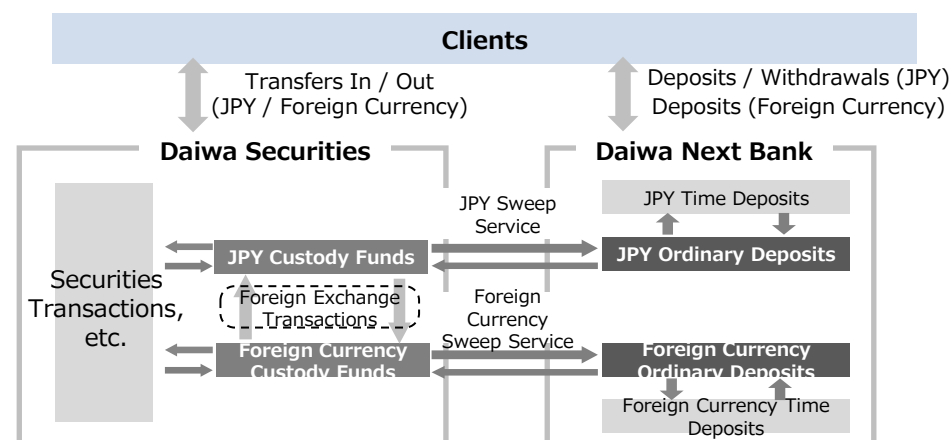 Clients
Transfers In / Out
(JPY / Foreign Currency)
Deposits / Withdrawals (JPY)
Deposits (Foreign Currency)
Daiwa Securities
Daiwa Next Bank
Securities
Transactions,
etc.
JPY Custody Funds
Foreign Exchange
Transactions
Foreign Currency
Custody Funds
JPY Sweep
Service
Foreign
Currency
Sweep Service
JPY Time Deposits
JPY Ordinary Deposits
Foreign Currency
Ordinary Deposits
Foreign Currency Time
Deposits